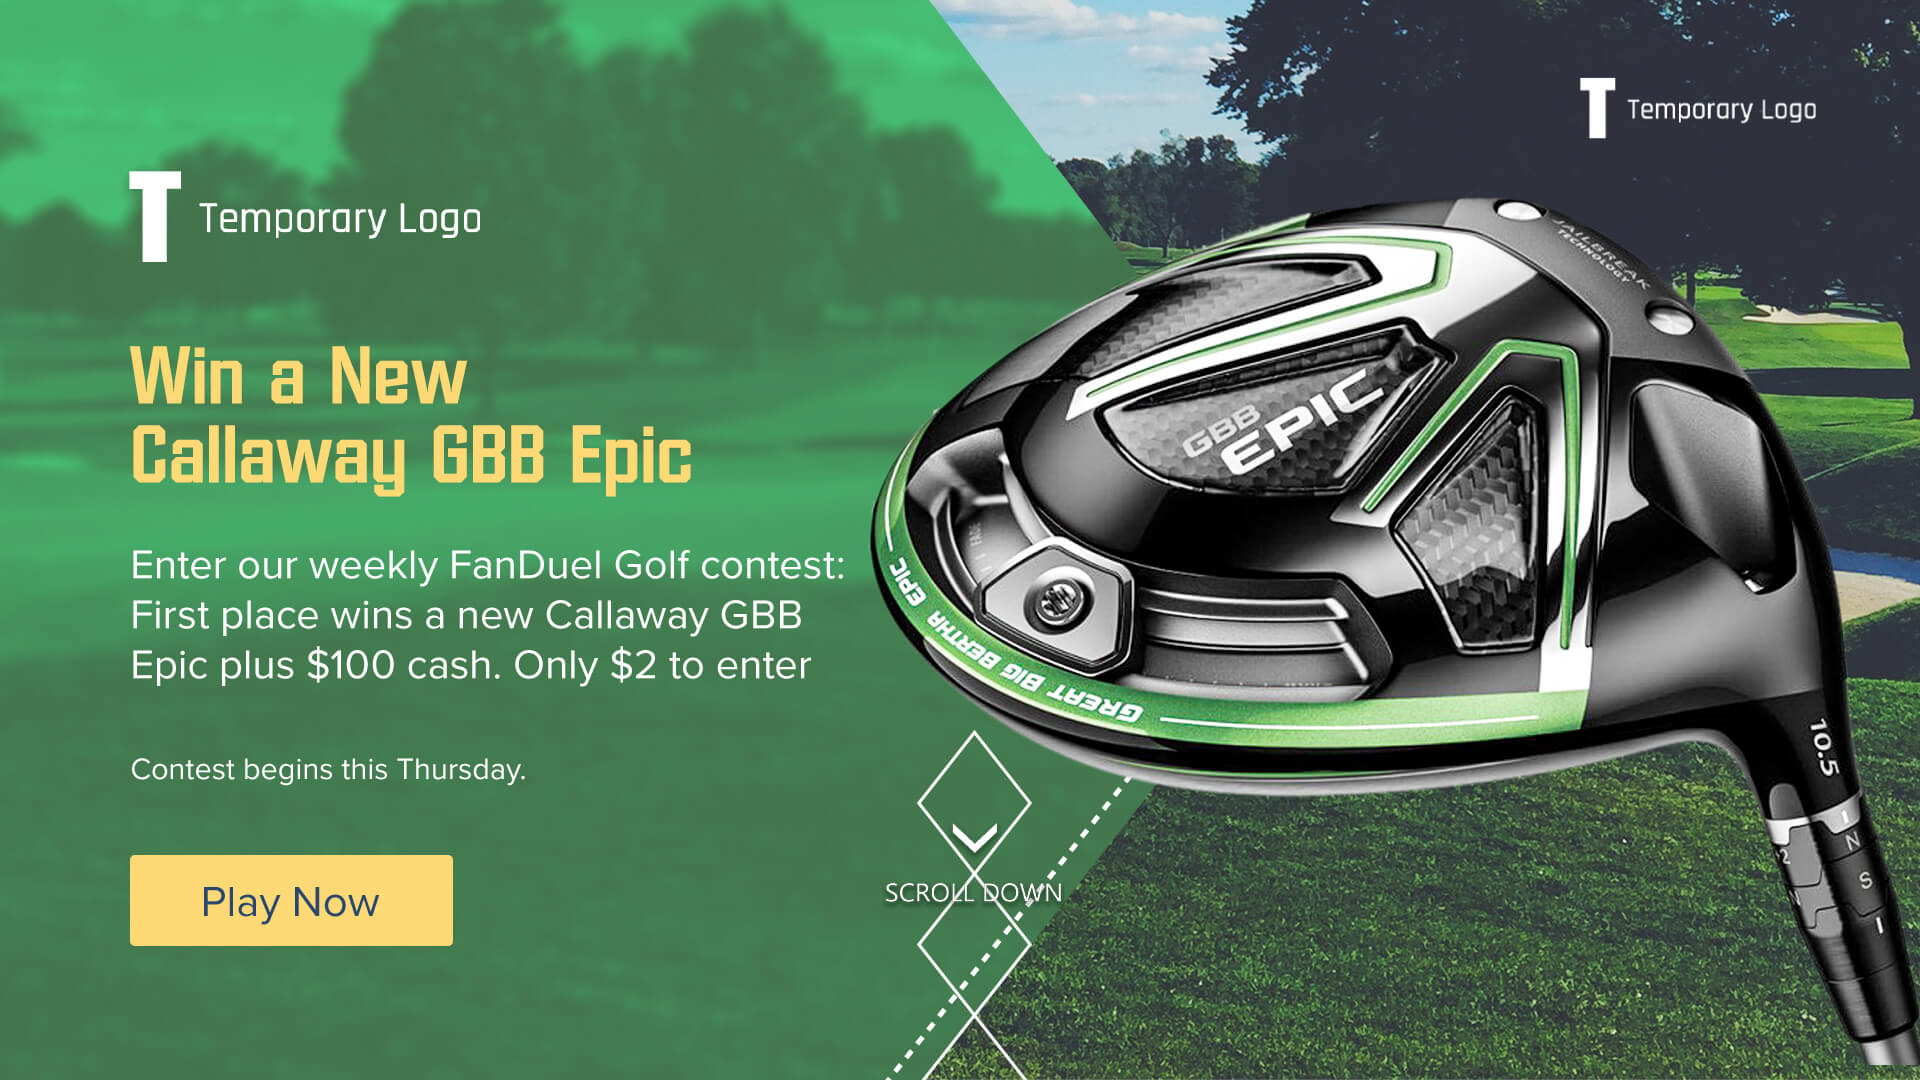 T Temporary Logo
T Temporary Logo
Win a New
Callaway GBB Epic
Enter our weekly FanDuel Golf contest:
First place wins a new Callaway GBB
Epic plus $100 cash. Only $2 to enter
Contest begins this Thursday.
Play Now
SCROLL DOWN
JAILBREAK
TECHNOLOGY
GBB
EPIC
GREAT BIG BERTHA EPIC
10.5
N
S